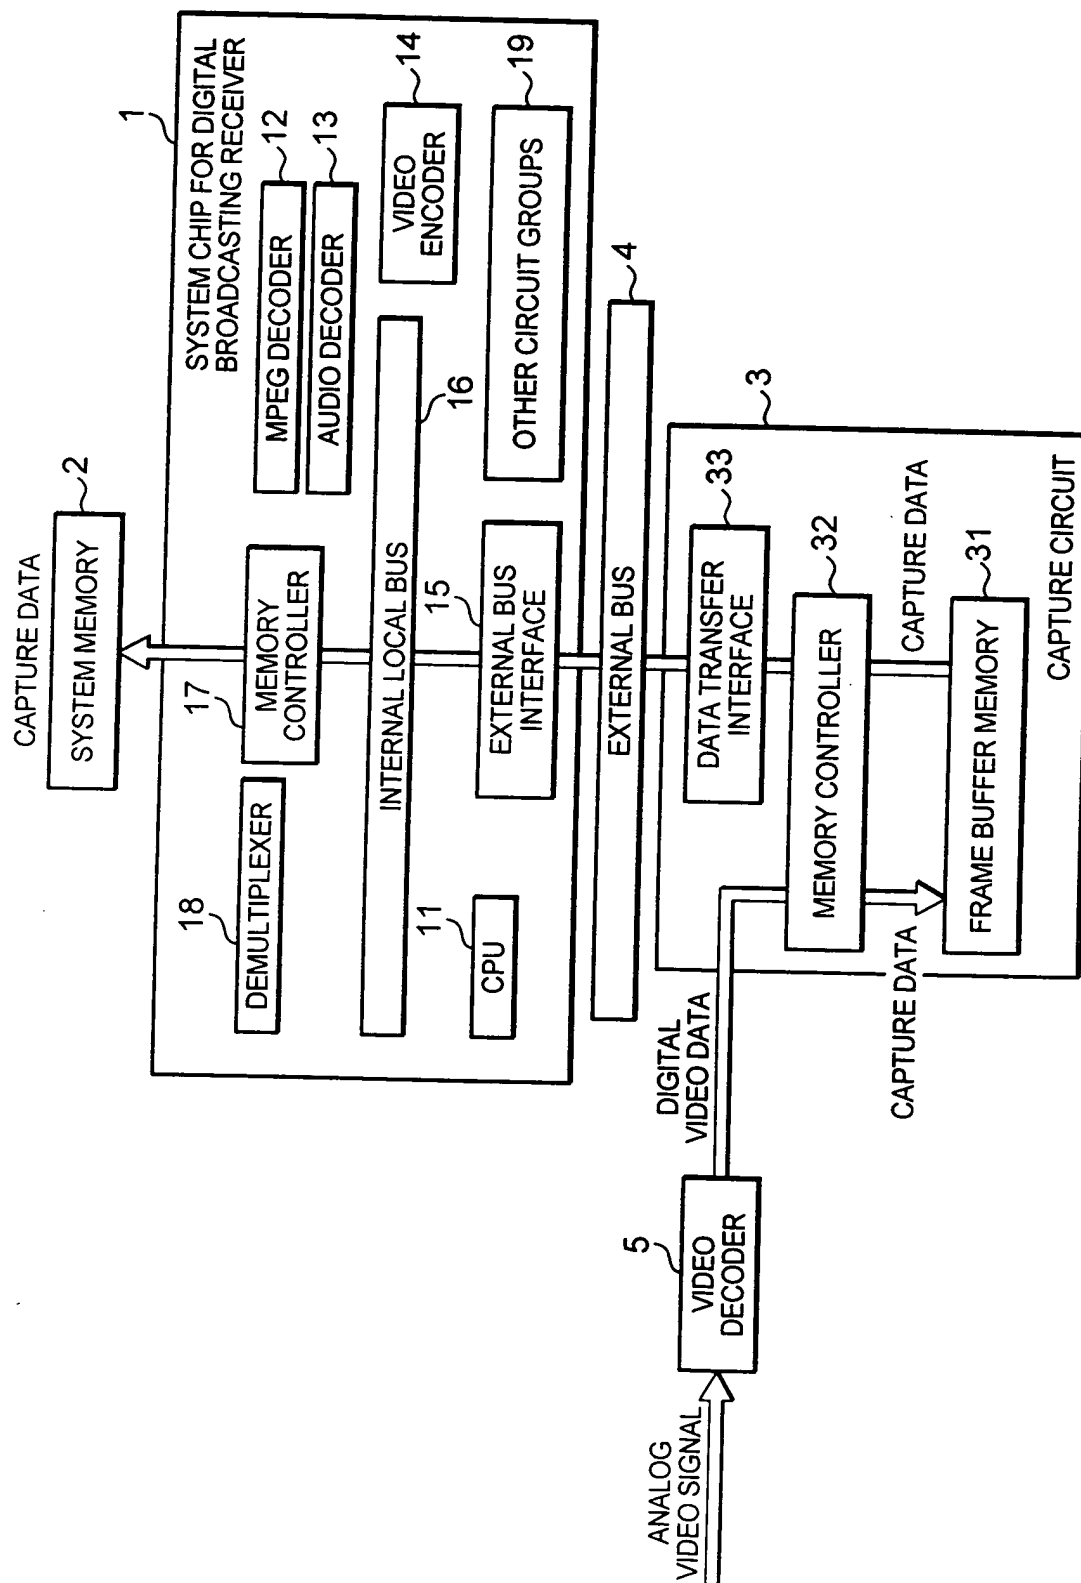 CAPTURE DATA
SYSTEM MEMORY
2
1
SYSTEM CHIP FOR DIGITAL
BROADCASTING RECEIVER
18
DEMULTIPLEXER
17
MEMORY
CONTROLLER
MPEG DECODER
12
AUDIO DECODER
13
INTERNAL LOCAL BUS
16
VIDEO
ENCODER
14
11
CPU
15
EXTERNAL BUS
INTERFACE
OTHER CIRCUIT GROUPS
19
EXTERNAL BUS
4
ANALOG
VIDEO SIGNAL
5
VIDEO
DECODER
DIGITAL
VIDEO DATA
3
DATA TRANSFER
INTERFACE
33
MEMORY CONTROLLER
32
CAPTURE DATA
CAPTURE DATA
FRAME BUFFER MEMORY
31
CAPTURE CIRCUIT